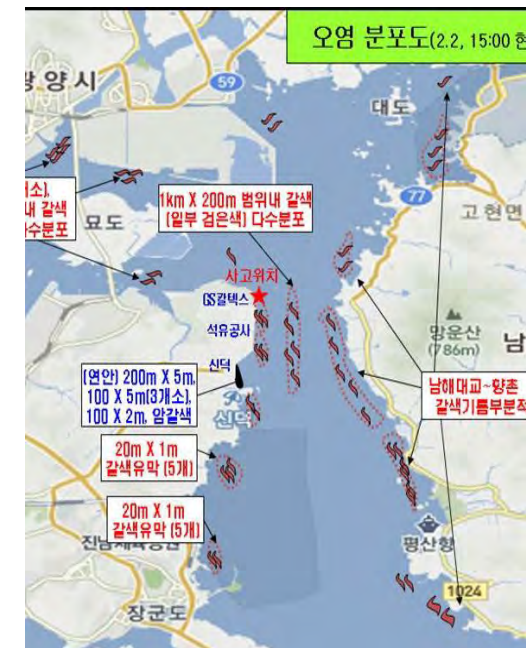 오염 분포도(2.2, 15:00 현
광양시
59
대도
77
고현면
개소),
내 갈색
다수분포
묘도
1km X 200m 범위내 갈색
(일부 검은색) 다수분포
사고위치
GS칼텍스
석유공사
신덕
망운산
(786m)
남
(연안) 200m X 5m,
100 X 5m(3개소),
100 X 2m, 암갈색
신덕
남해대교~향촌
갈색기름부분적
20m X 1m
갈색유막 (5개)
20m X 1m
갈색유막 (5개)
평산항
장군도
1024